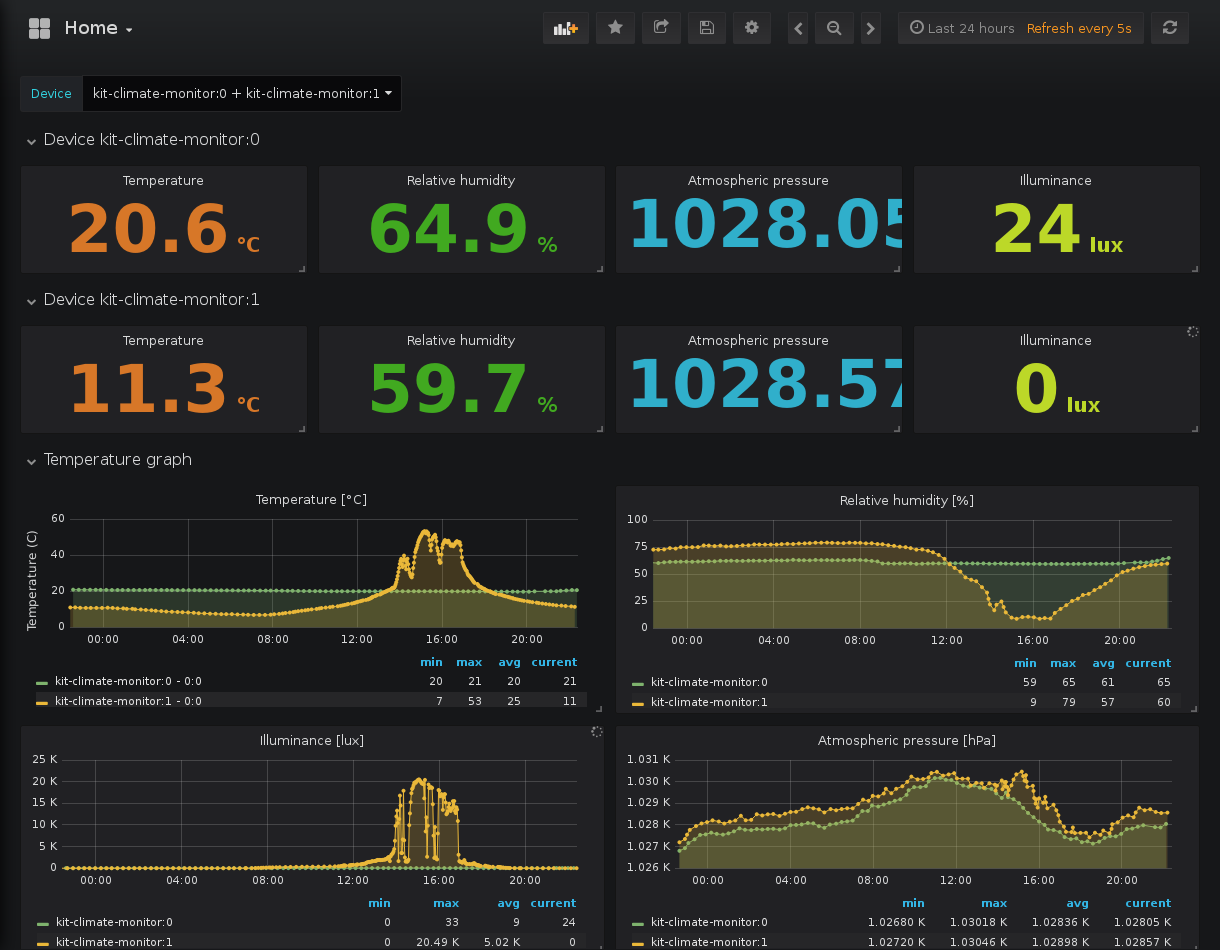 Home
Last 24 hours Refresh every 5s
Device kit-climate-monitor:0 + kit-climate-monitor:1
Device kit-climate-monitor:0
Temperature Relative humidity Atmospheric pressure Illuminance
20.6 °C 64.9 % 1028.05 24 lux
Device kit-climate-monitor:1
Temperature Relative humidity Atmospheric pressure Illuminance
11.3 °C 59.7 % 1028.57 0 lux
Temperature graph
Temperature [°C]
Temperature (C)
60
40
20
0
00:00 04:00 08:00 12:00 16:00 20:00
min max avg current
kit-climate-monitor:0 - 0:0 20 21 20 21
kit-climate-monitor:1 - 0:0 7 53 25 11
Relative humidity [%]
100
75
50
25
0
00:00 04:00 08:00 12:00 16:00 20:00
min max avg current
kit-climate-monitor:0 59 65 61 65
kit-climate-monitor:1 9 79 57 60
Illuminance [lux]
25 K
20 K
15 K
10 K
5 K
0
00:00 04:00 08:00 12:00 16:00 20:00
min max avg current
kit-climate-monitor:0 0 33 9 24
kit-climate-monitor:1 0 20.49 K 5.02 K 0
Atmospheric pressure [hPa]
1.031 K
1.030 K
1.029 K
1.028 K
1.027 K
1.026 K
00:00 04:00 08:00 12:00 16:00 20:00
min max avg current
kit-climate-monitor:0 1.02680 K 1.03018 K 1.02836 K 1.02805 K
kit-climate-monitor:1 1.02720 K 1.03046 K 1.02898 K 1.02857 K